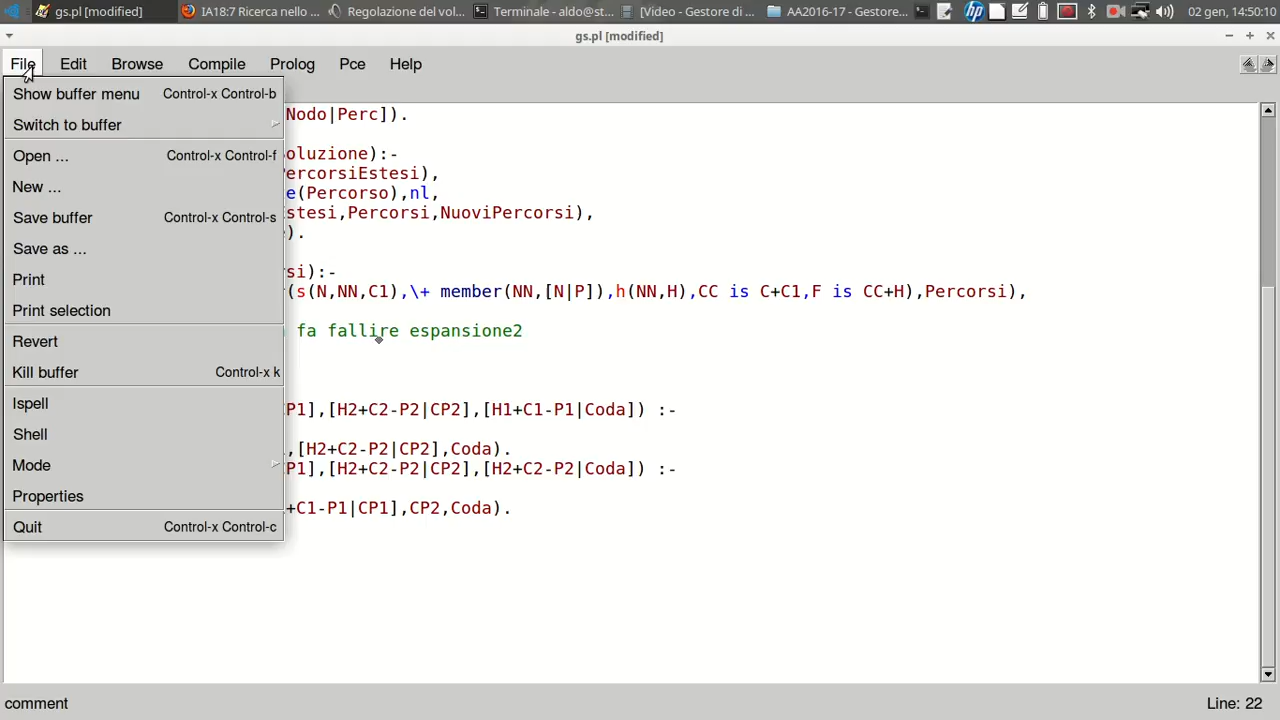 gs.pl [modified] IA18:7 Ricerca nello ... Regolazione del vol... Terminale - aldo@st... [Video - Gestore di ... AA2016-17 - Gestore... 02 gen, 14:50:10
gs.pl [modified]
File Edit Browse Compile Prolog Pce Help
Show buffer menu Control-x Control-b
Nodo|Perc]).
Switch to buffer
oluzione):-
Open ... Control-x Control-f
ercorsiEstesi),
New ...
e(Percorso),nl,
Save buffer Control-x Control-s
stesi,Percorsi,NuoviPercorsi),
).
Save as ...
rsi):-
Print
r(s(N,NN,C1),\+ member(NN,[N|P]),h(NN,H),CC is C+C1,F is CC+H),Percorsi),
Print selection
fa fallire espansione2
Revert
Kill buffer Control-x k
Ispell
P1],[H2+C2-P2|CP2],[H1+C1-P1|Coda]) :-
Shell
,[H2+C2-P2|CP2],Coda).
Mode
P1],[H2+C2-P2|CP2],[H2+C2-P2|Coda]) :-
Properties
+C1-P1|CP1],CP2,Coda).
Quit Control-x Control-c
comment Line: 22